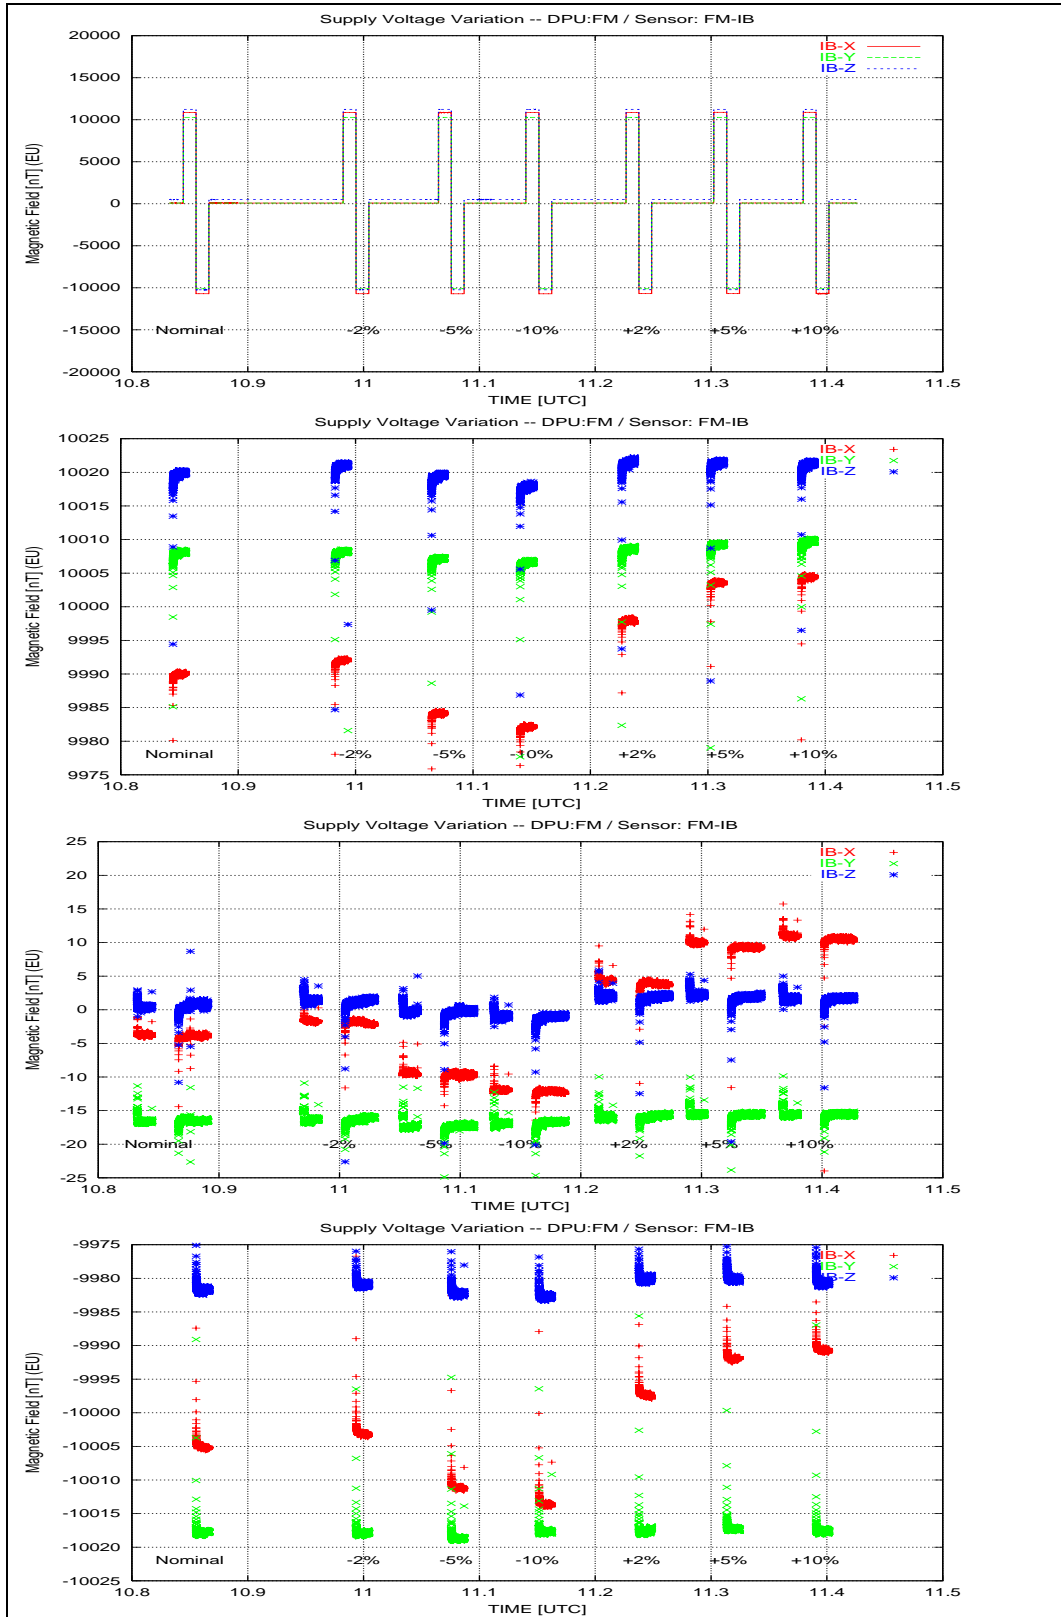 Supply Voltage Variation -- DPU:FM / Sensor: FM-IB
Magnetic Field [nT] (EU)
20000
15000
10000
5000
0
-5000
-10000
-15000
-20000
IB-X
IB-Y
IB-Z
Nominal -2% -5% -10% +2% +5% +10%
10.8 10.9 11 11.1 11.2 11.3 11.4 11.5
TIME [UTC]
Supply Voltage Variation -- DPU:FM / Sensor: FM-IB
Magnetic Field [nT] (EU)
10025
10020
10015
10010
10005
10000
9995
9990
9985
9980
9975
IB-X
IB-Y
IB-Z
Nominal -2% -5% -10% +2% +5% +10%
10.8 10.9 11 11.1 11.2 11.3 11.4 11.5
TIME [UTC]
Supply Voltage Variation -- DPU:FM / Sensor: FM-IB
Magnetic Field [nT] (EU)
25
20
15
10
5
0
-5
-10
-15
-20
-25
IB-X
IB-Y
IB-Z
Nominal -2% -5% -10% +2% +5% +10%
10.8 10.9 11 11.1 11.2 11.3 11.4 11.5
TIME [UTC]
Supply Voltage Variation -- DPU:FM / Sensor: FM-IB
Magnetic Field [nT] (EU)
-9975
-9980
-9985
-9990
-9995
-10000
-10005
-10010
-10015
-10020
-10025
IB-X
IB-Y
IB-Z
Nominal -2% -5% -10% +2% +5% +10%
10.8 10.9 11 11.1 11.2 11.3 11.4 11.5
TIME [UTC]